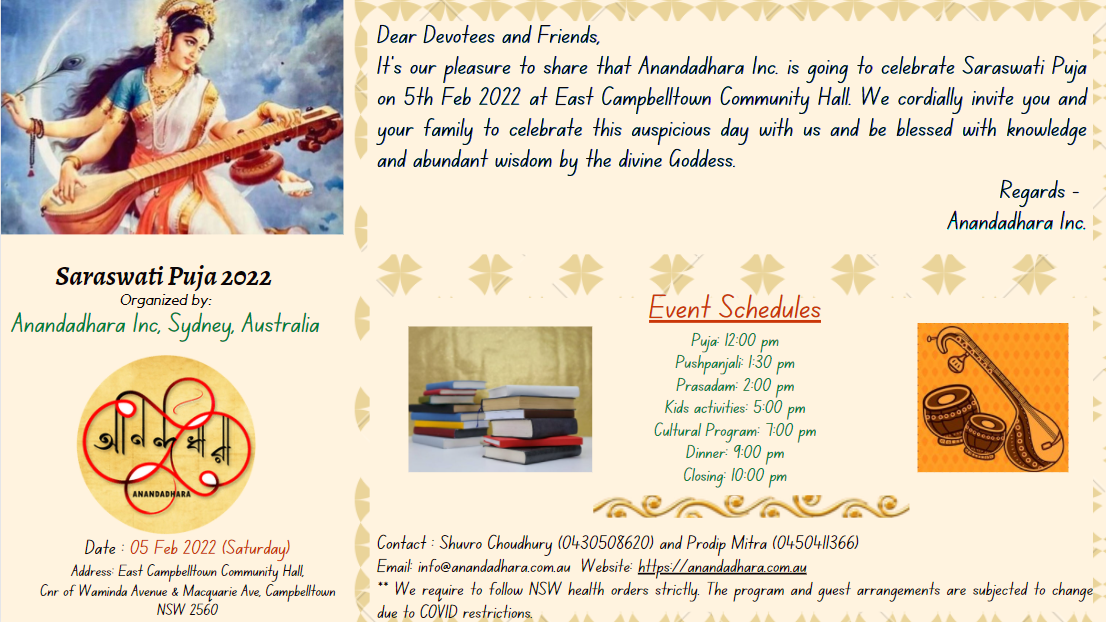 Dear Devotees and Friends,
It's our pleasure to share that Anandadhara Inc. is going to celebrate Saraswati Puja
on 5th Feb 2022 at East Campbelltown Community Hall. We cordially invite you and
your family to celebrate this auspicious day with us and be blessed with knowledge
and abundant wisdom by the divine Goddess.
Regards -
Anandadhara Inc.
Saraswati Puja 2022
Organized by:
Anandadhara Inc, Sydney, Australia
আনন্দধারা
ANANDADHARA
Date : 05 Feb 2022 (Saturday)
Address: East Campbelltown Community Hall,
Cnr of Waminda Avenue & Macquarie Ave, Campbelltown
NSW 2560
Event Schedules
Puja: 12:00 pm
Pushpanjali: 1:30 pm
Prasadam: 2:00 pm
Kids activities: 5:00 pm
Cultural Program: 7:00 pm
Dinner: 9:00 pm
Closing: 10:00 pm
Contact : Shuvro Choudhury (0430508620) and Prodip Mitra (0450411366)
Email: info@anandadhara.com.au Website: https://anandadhara.com.au
** We require to follow NSW health orders strictly. The program and guest arrangements are subjected to change
due to COVID restrictions.